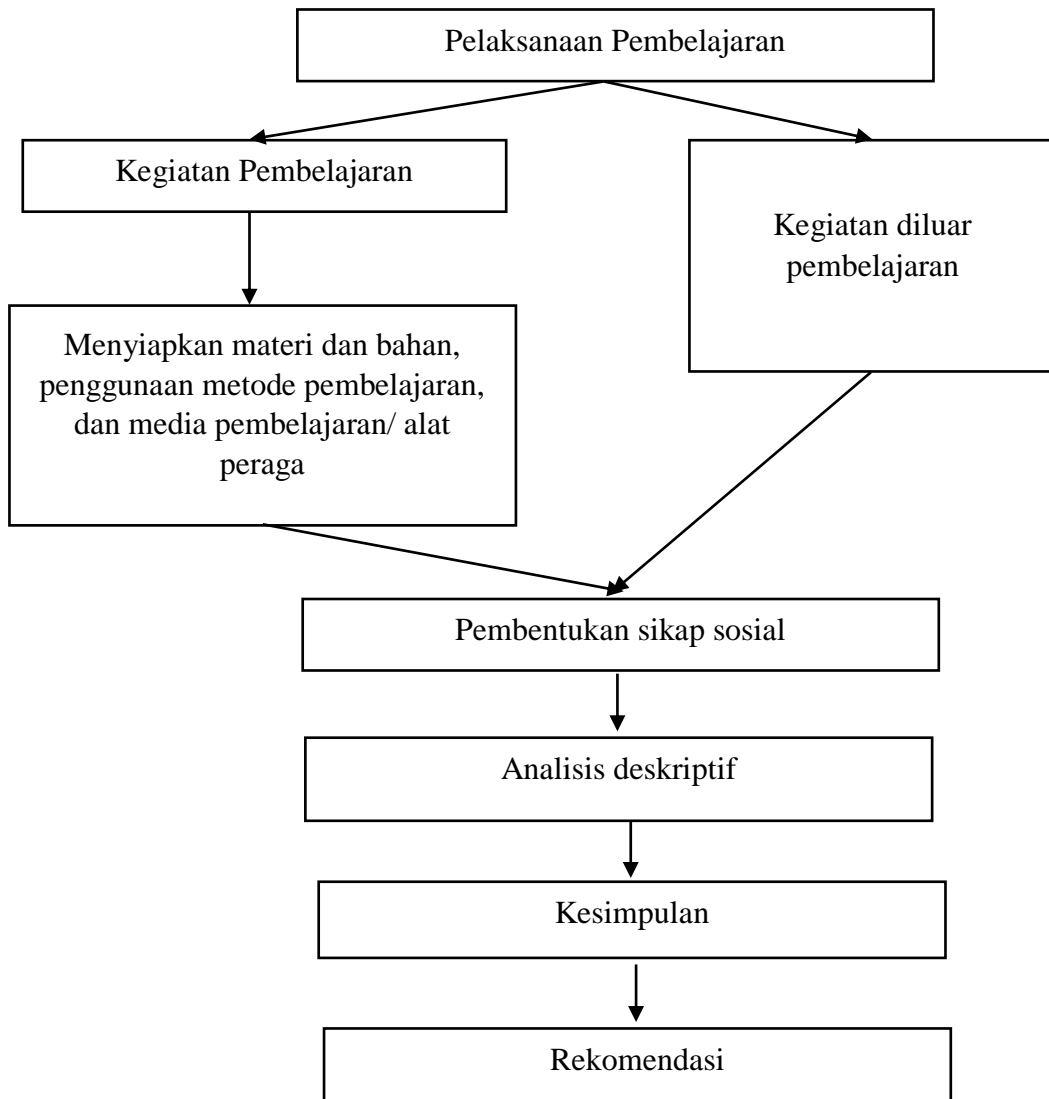 Pelaksanaan Pembelajaran
Kegiatan Pembelajaran
Kegiatan diluar
pembelajaran
Menyiapkan materi dan bahan,
penggunaan metode pembelajaran,
dan media pembelajaran/ alat
peraga
Pembentukan sikap sosial
Analisis deskriptif
Kesimpulan
Rekomendasi